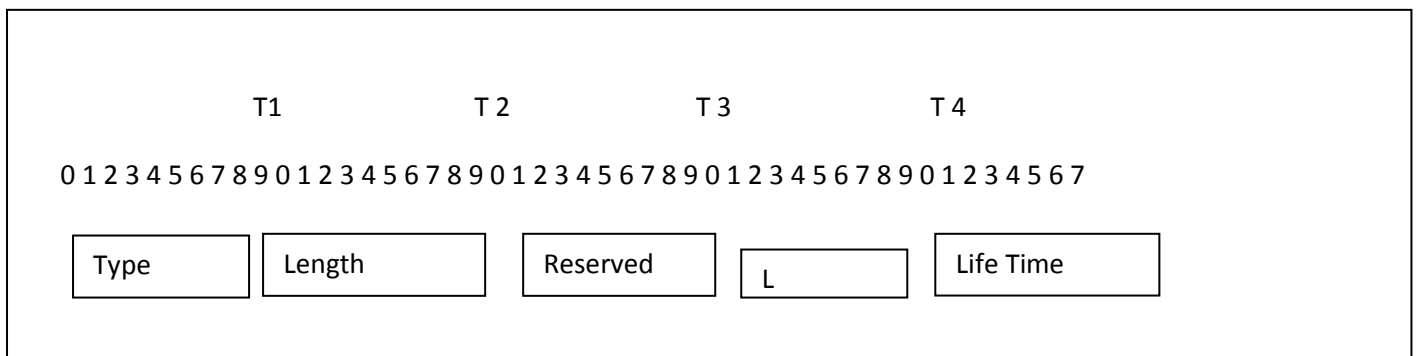 T1 T 2 T 3 T 4
0 1 2 3 4 5 6 7 8 9 0 1 2 3 4 5 6 7 8 9 0 1 2 3 4 5 6 7 8 9 0 1 2 3 4 5 6 7 8 9 0 1 2 3 4 5 6 7
Type Length Reserved L Life Time